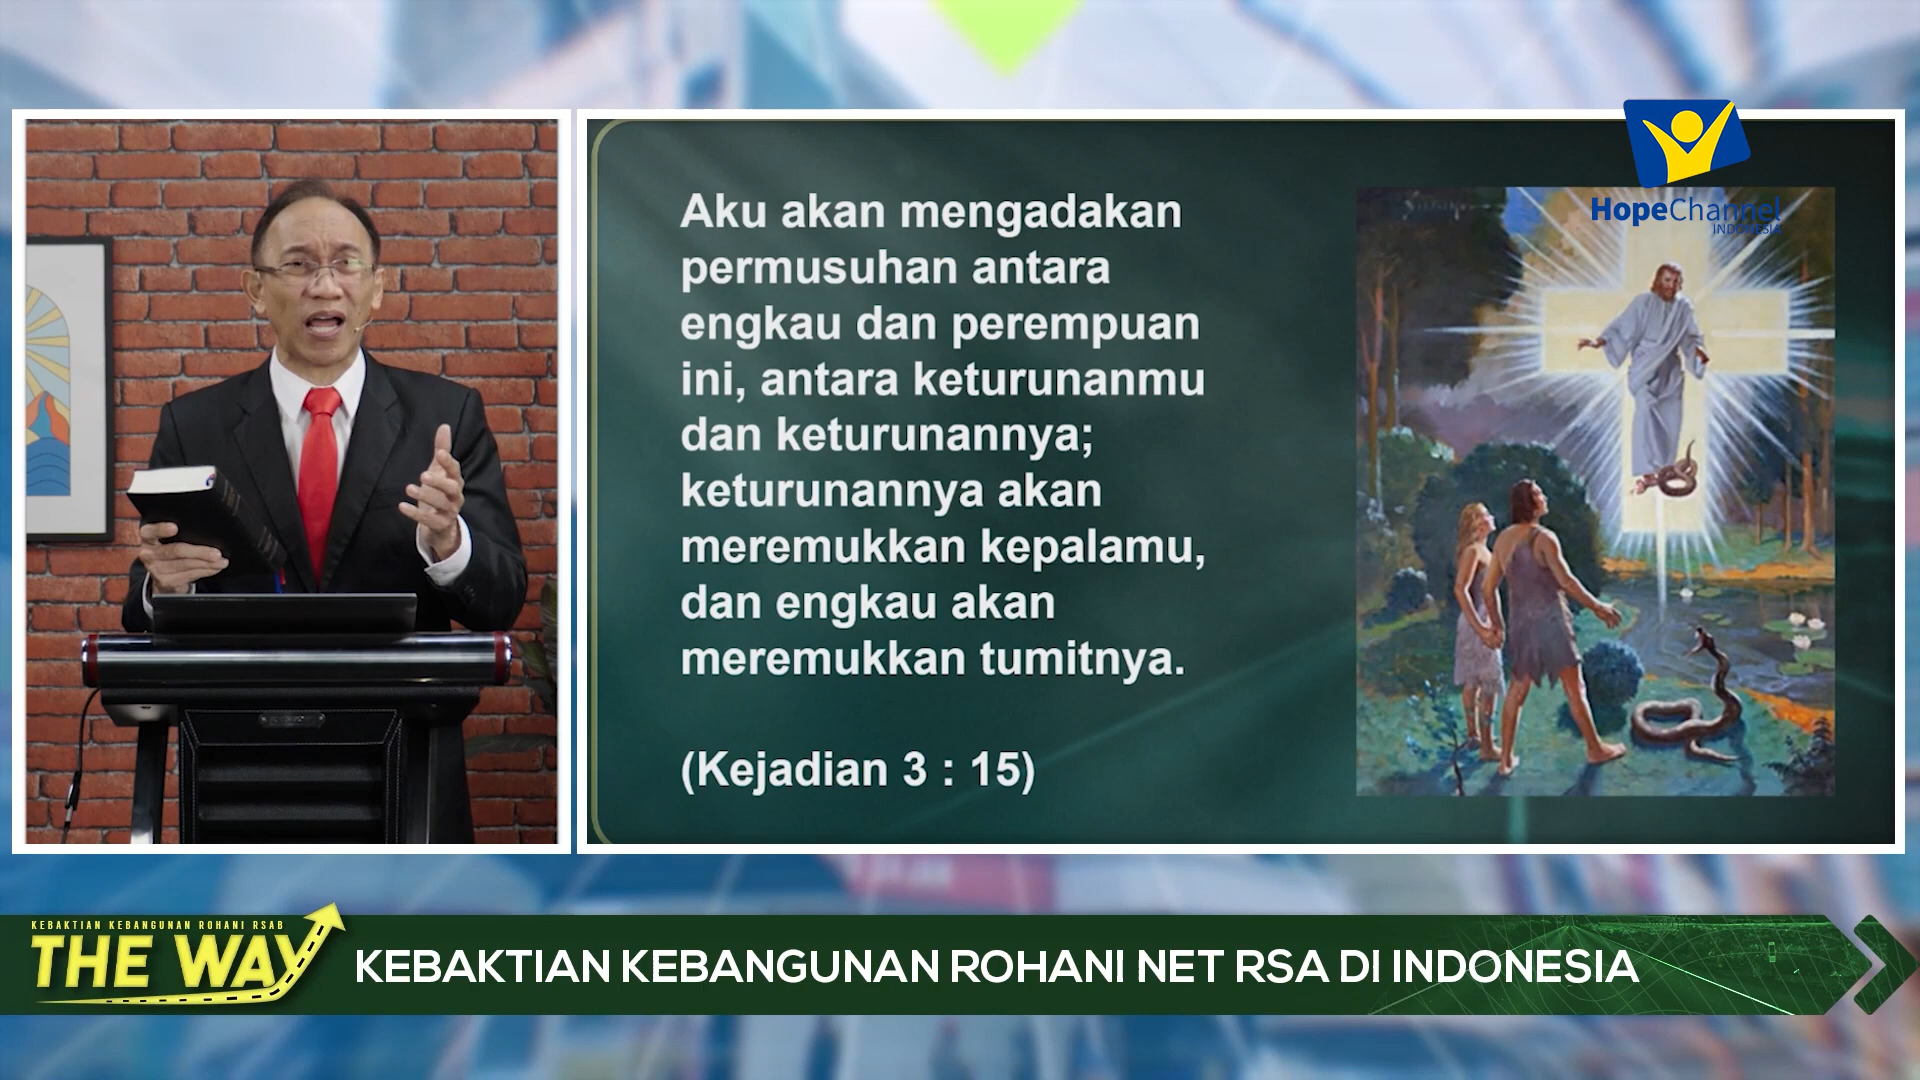 HopeChannel
INDONESIA
Aku akan mengadakan
permusuhan antara
engkau dan perempuan
ini, antara keturunanmu
dan keturunannya;
keturunannya akan
meremukkan kepalamu,
dan engkau akan
meremukkan tumitnya.
(Kejadian 3 : 15)
KEBAKTIAN KEBANGUNAN ROHANI RSAB
THE WAY
KEBAKTIAN KEBANGUNAN ROHANI NET RSA DI INDONESIA